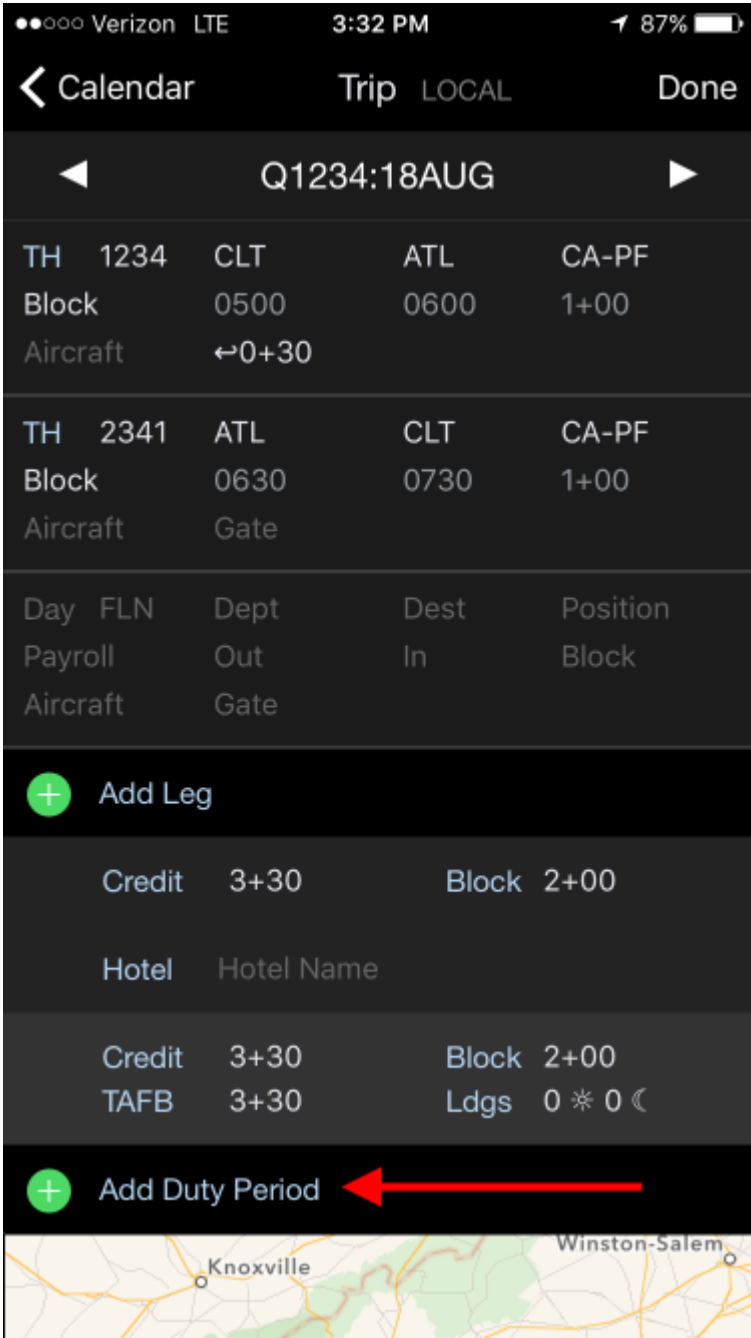 Verizon LTE 3:32 PM 87%
Calendar Trip LOCAL Done
Q1234:18AUG
TH 1234 CLT ATL CA-PF
Block 0500 0600 1+00
Aircraft ↩0+30
TH 2341 ATL CLT CA-PF
Block 0630 0730 1+00
Aircraft Gate
Day FLN Dept Dest Position
Payroll Out In Block
Aircraft Gate
Add Leg
Credit 3+30 Block 2+00
Hotel Hotel Name
Credit 3+30 Block 2+00
TAFB 3+30 Ldgs 0 ☼ 0 ☾
Add Duty Period
Winston-Salem
Knoxville